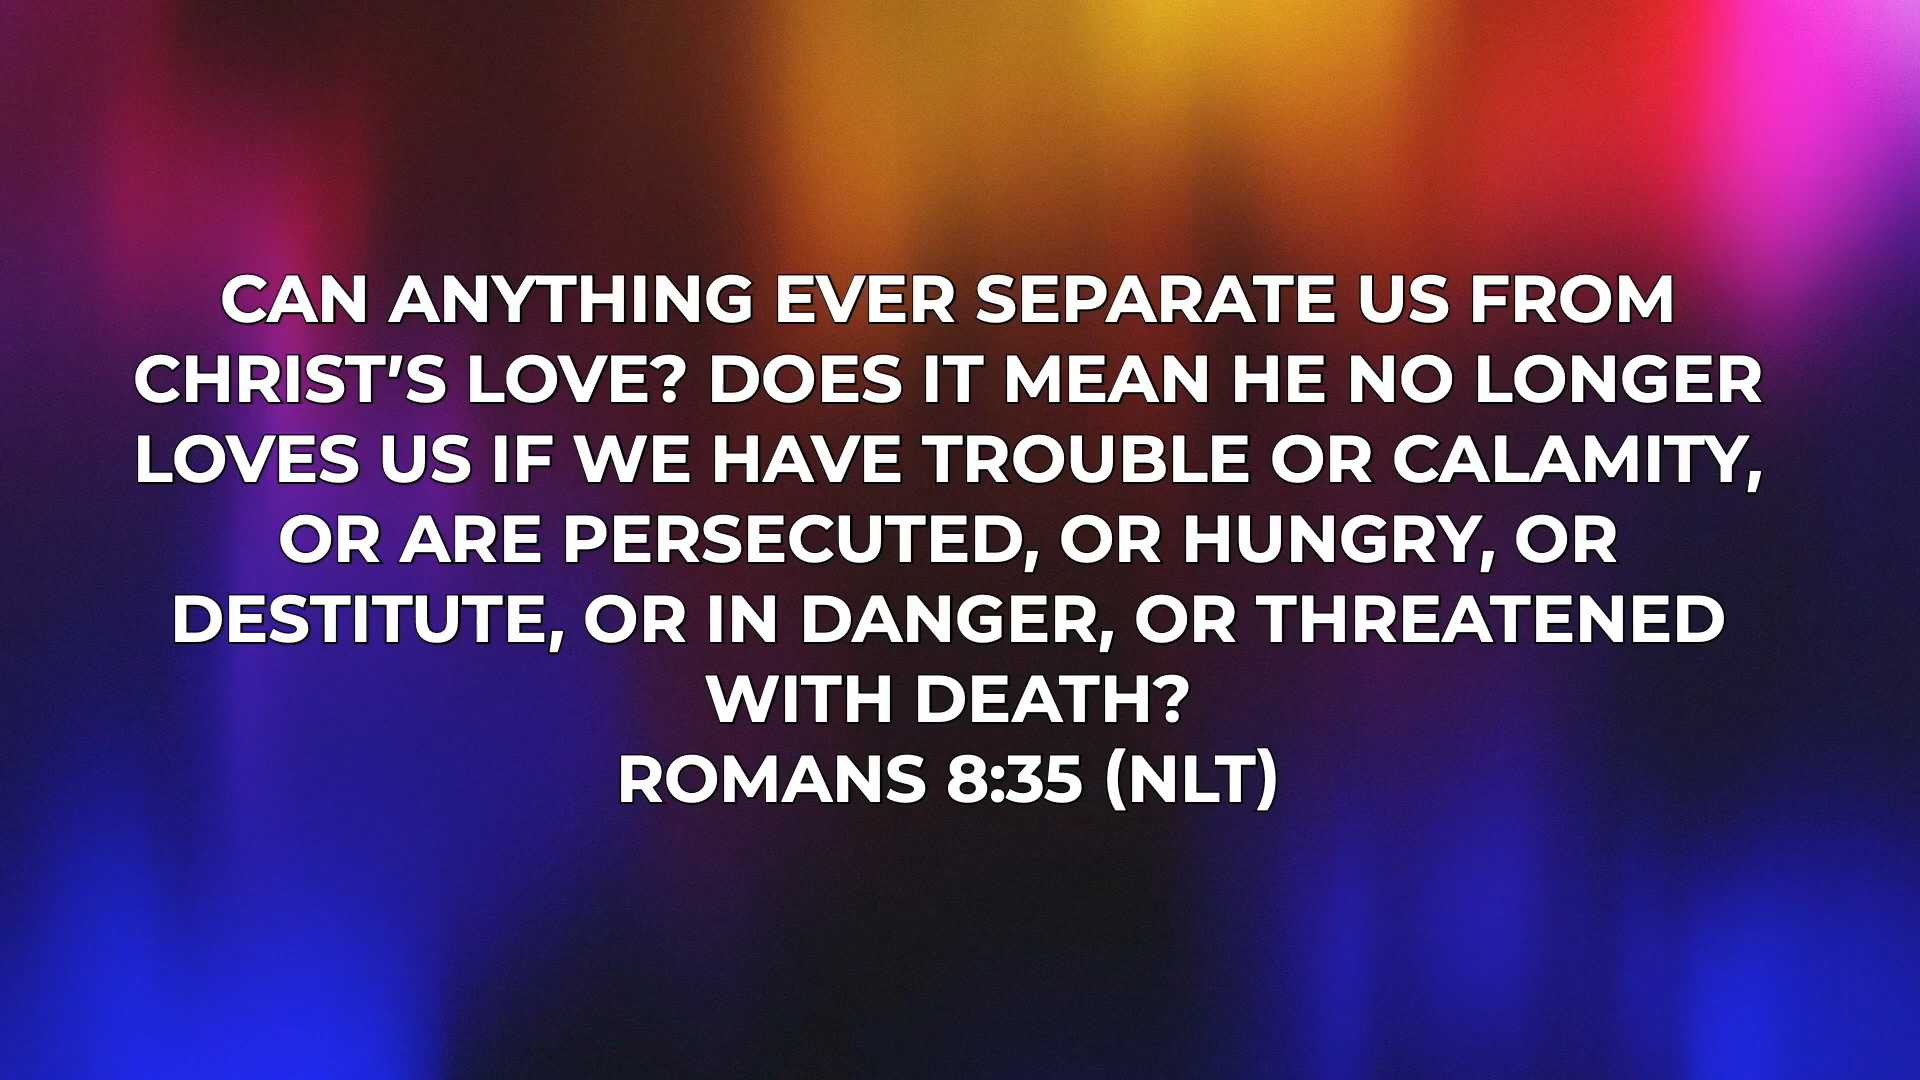 CAN ANYTHING EVER SEPARATE US FROM
CHRIST'S LOVE? DOES IT MEAN HE NO LONGER
LOVES US IF WE HAVE TROUBLE OR CALAMITY,
OR ARE PERSECUTED, OR HUNGRY, OR
DESTITUTE, OR IN DANGER, OR THREATENED
WITH DEATH?
ROMANS 8:35 (NLT)